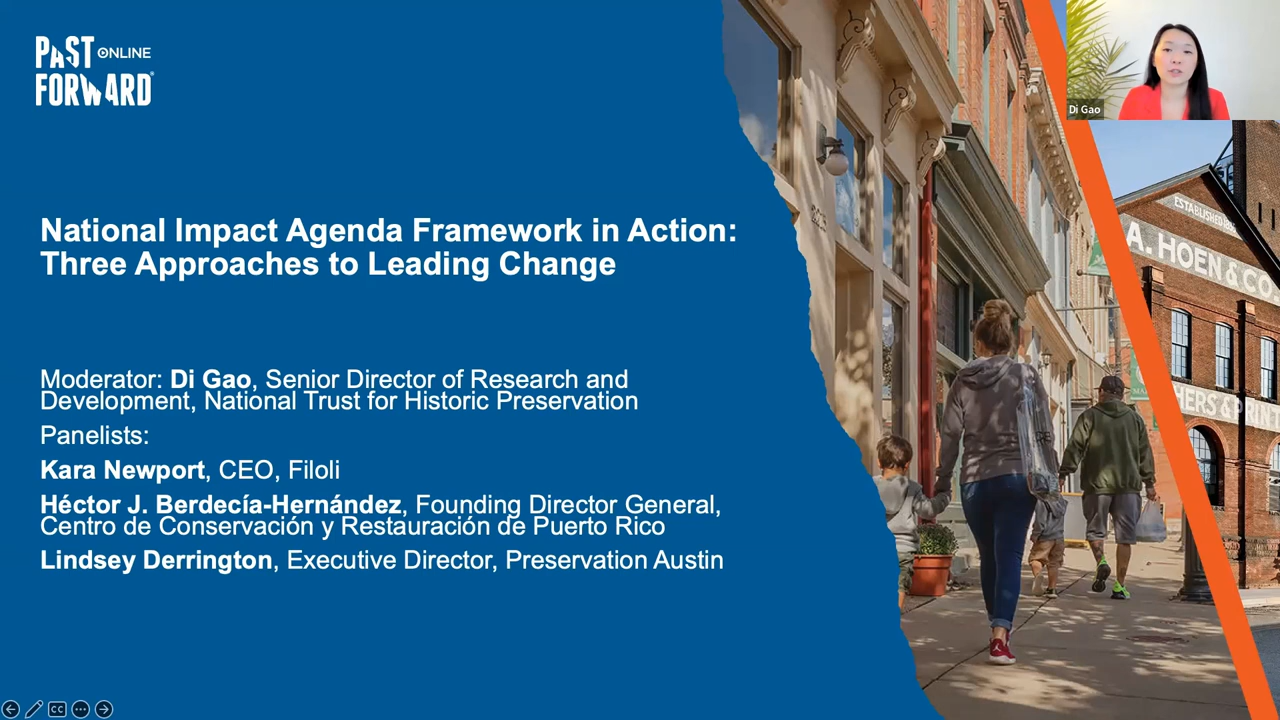 PAST ONLINE
FORWARD
Di Gao
National Impact Agenda Framework in Action:
Three Approaches to Leading Change
Moderator: Di Gao, Senior Director of Research and
Development, National Trust for Historic Preservation
Panelists:
Kara Newport, CEO, Filoli
Héctor J. Berdecía-Hernández, Founding Director General,
Centro de Conservación y Restauración de Puerto Rico
Lindsey Derrington, Executive Director, Preservation Austin
ESTABLISHED
A. HOEN & CO
HERS & PRINT
CC